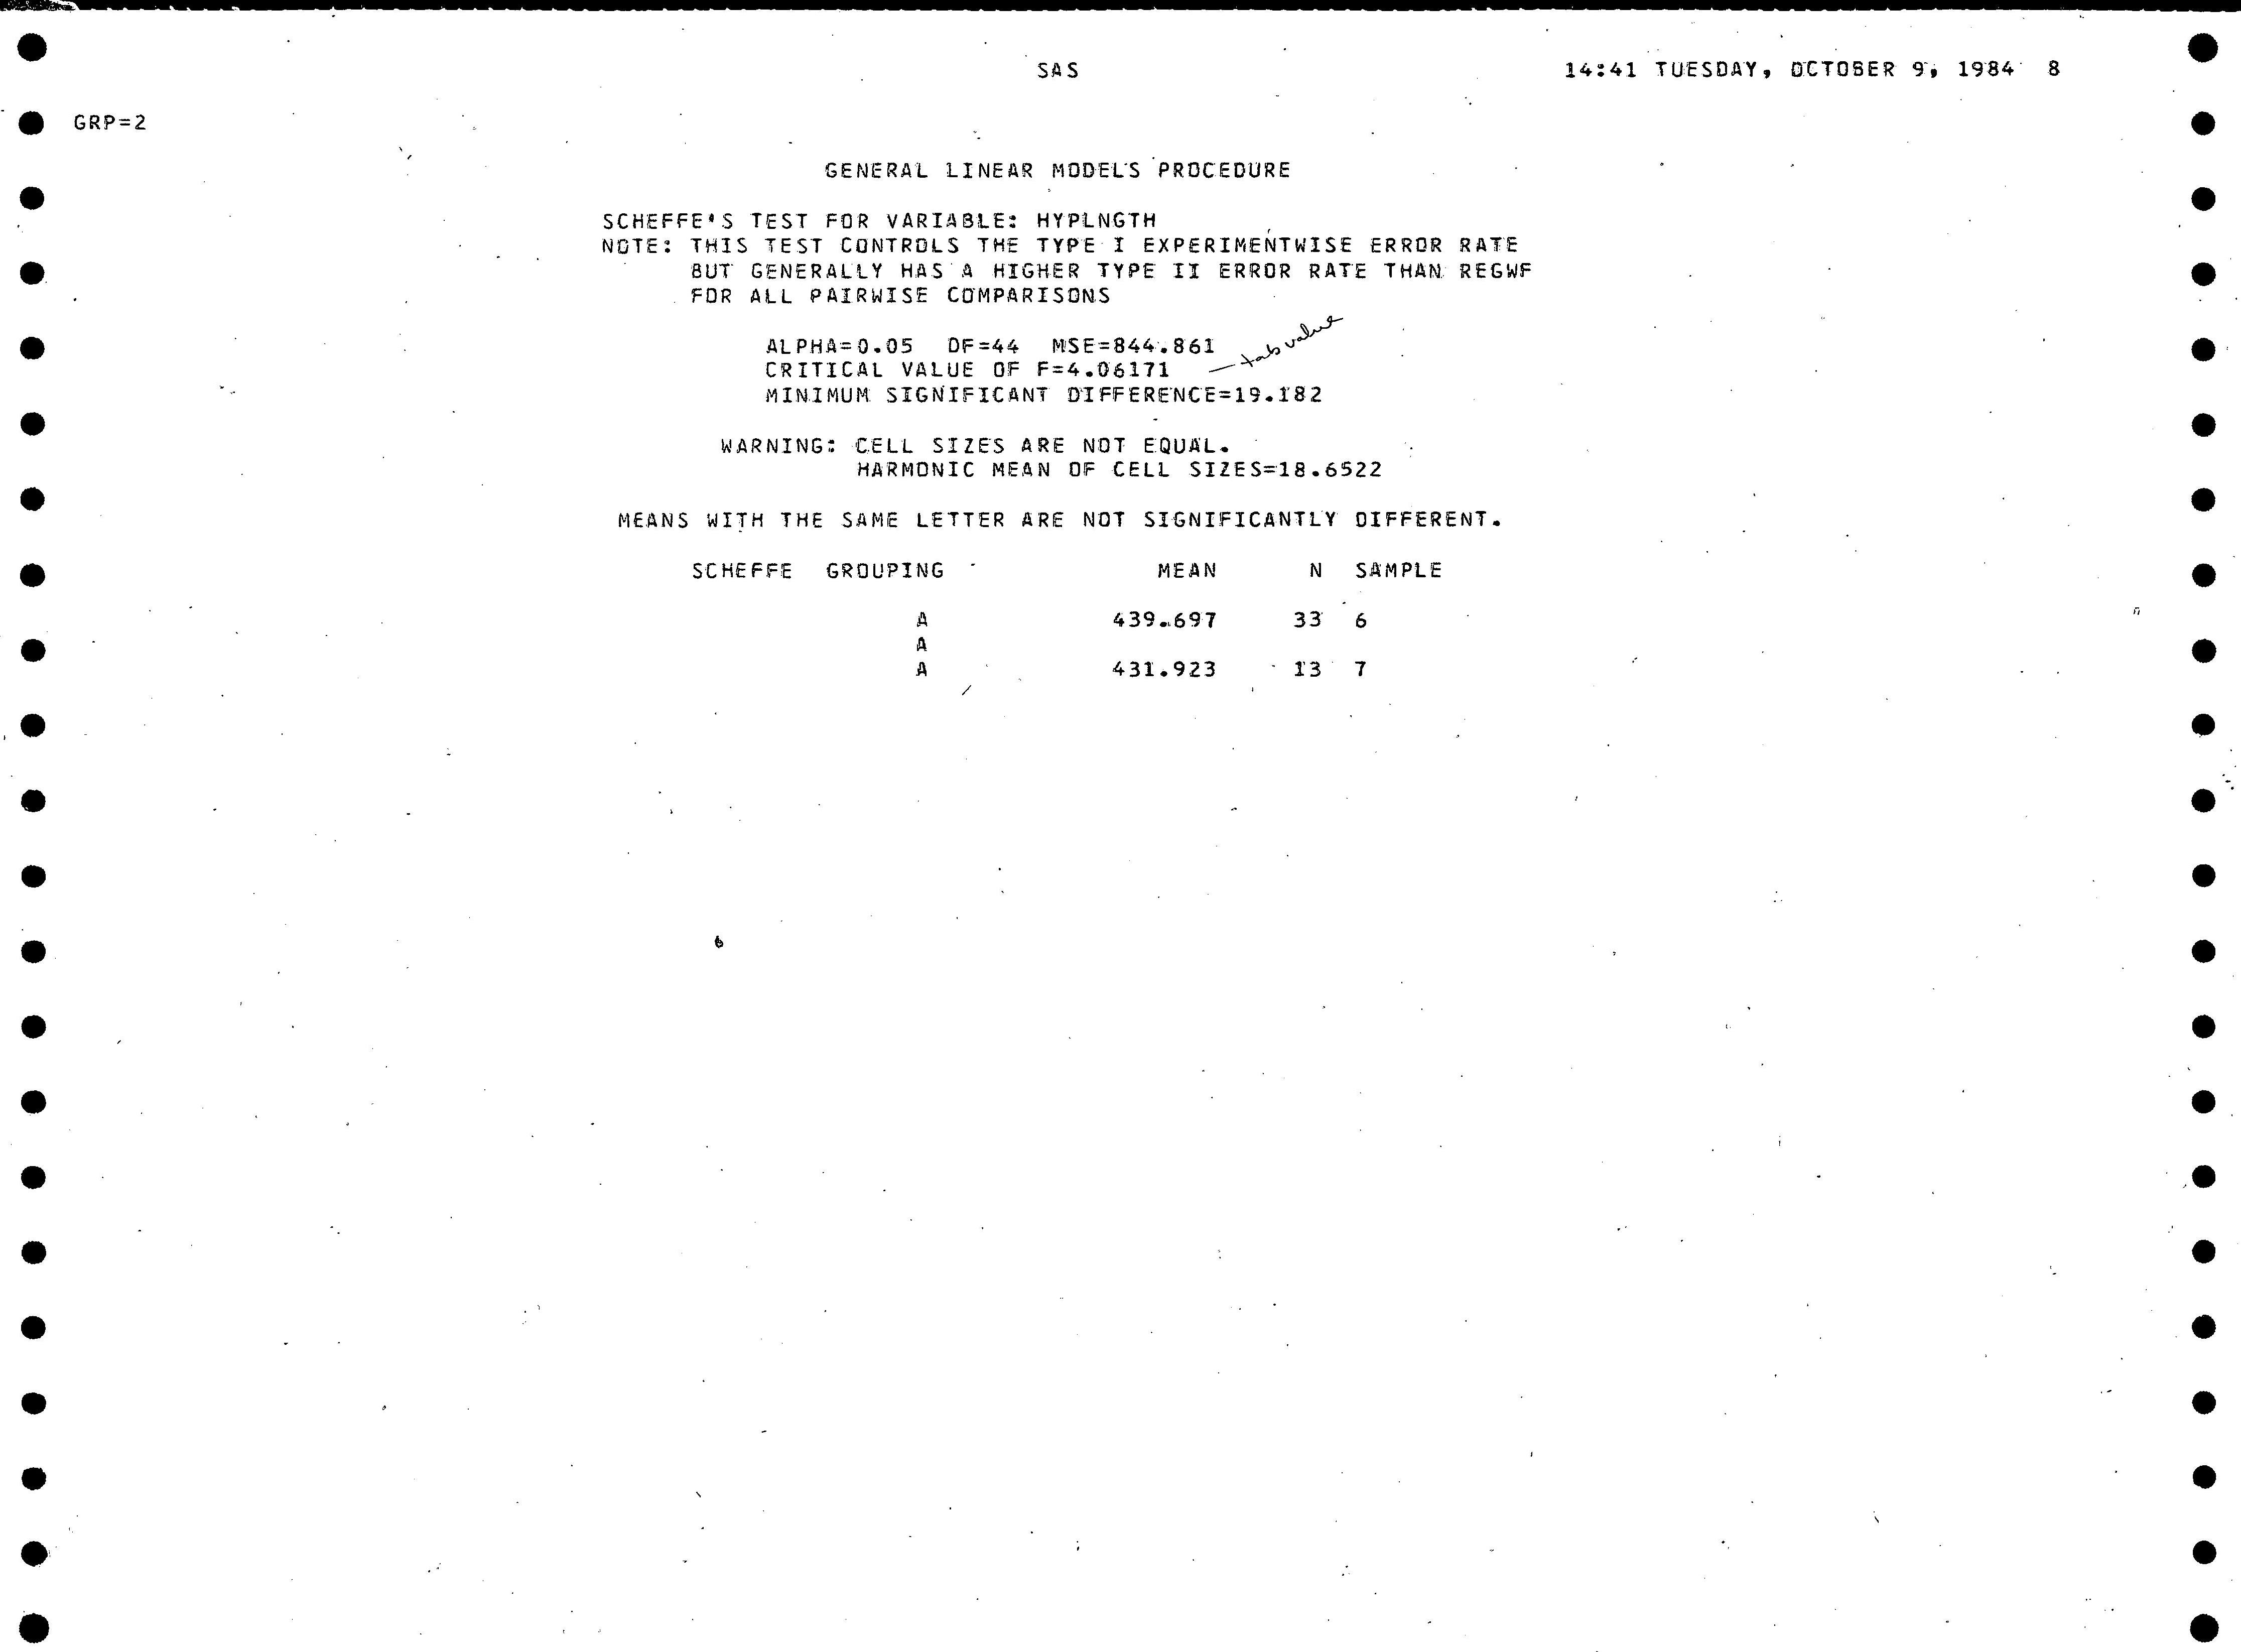 SAS 14:41 TUESDAY, OCTOBER 9, 1984 8
GRP=2
GENERAL LINEAR MODELS PROCEDURE
SCHEFFE'S TEST FOR VARIABLE: HYPLNGTH
NOTE: THIS TEST CONTROLS THE TYPE I EXPERIMENTWISE ERROR RATE
BUT GENERALLY HAS A HIGHER TYPE II ERROR RATE THAN REGWF
FOR ALL PAIRWISE COMPARISONS
ALPHA=0.05 DF=44 MSE=844.861
CRITICAL VALUE OF F=4.06171 — tab value
MINIMUM SIGNIFICANT DIFFERENCE=19.182
WARNING: CELL SIZES ARE NOT EQUAL.
HARMONIC MEAN OF CELL SIZES=18.6522
MEANS WITH THE SAME LETTER ARE NOT SIGNIFICANTLY DIFFERENT.
SCHEFFE GROUPING MEAN N SAMPLE
A 439.697 33 6
A
A 431.923 13 7